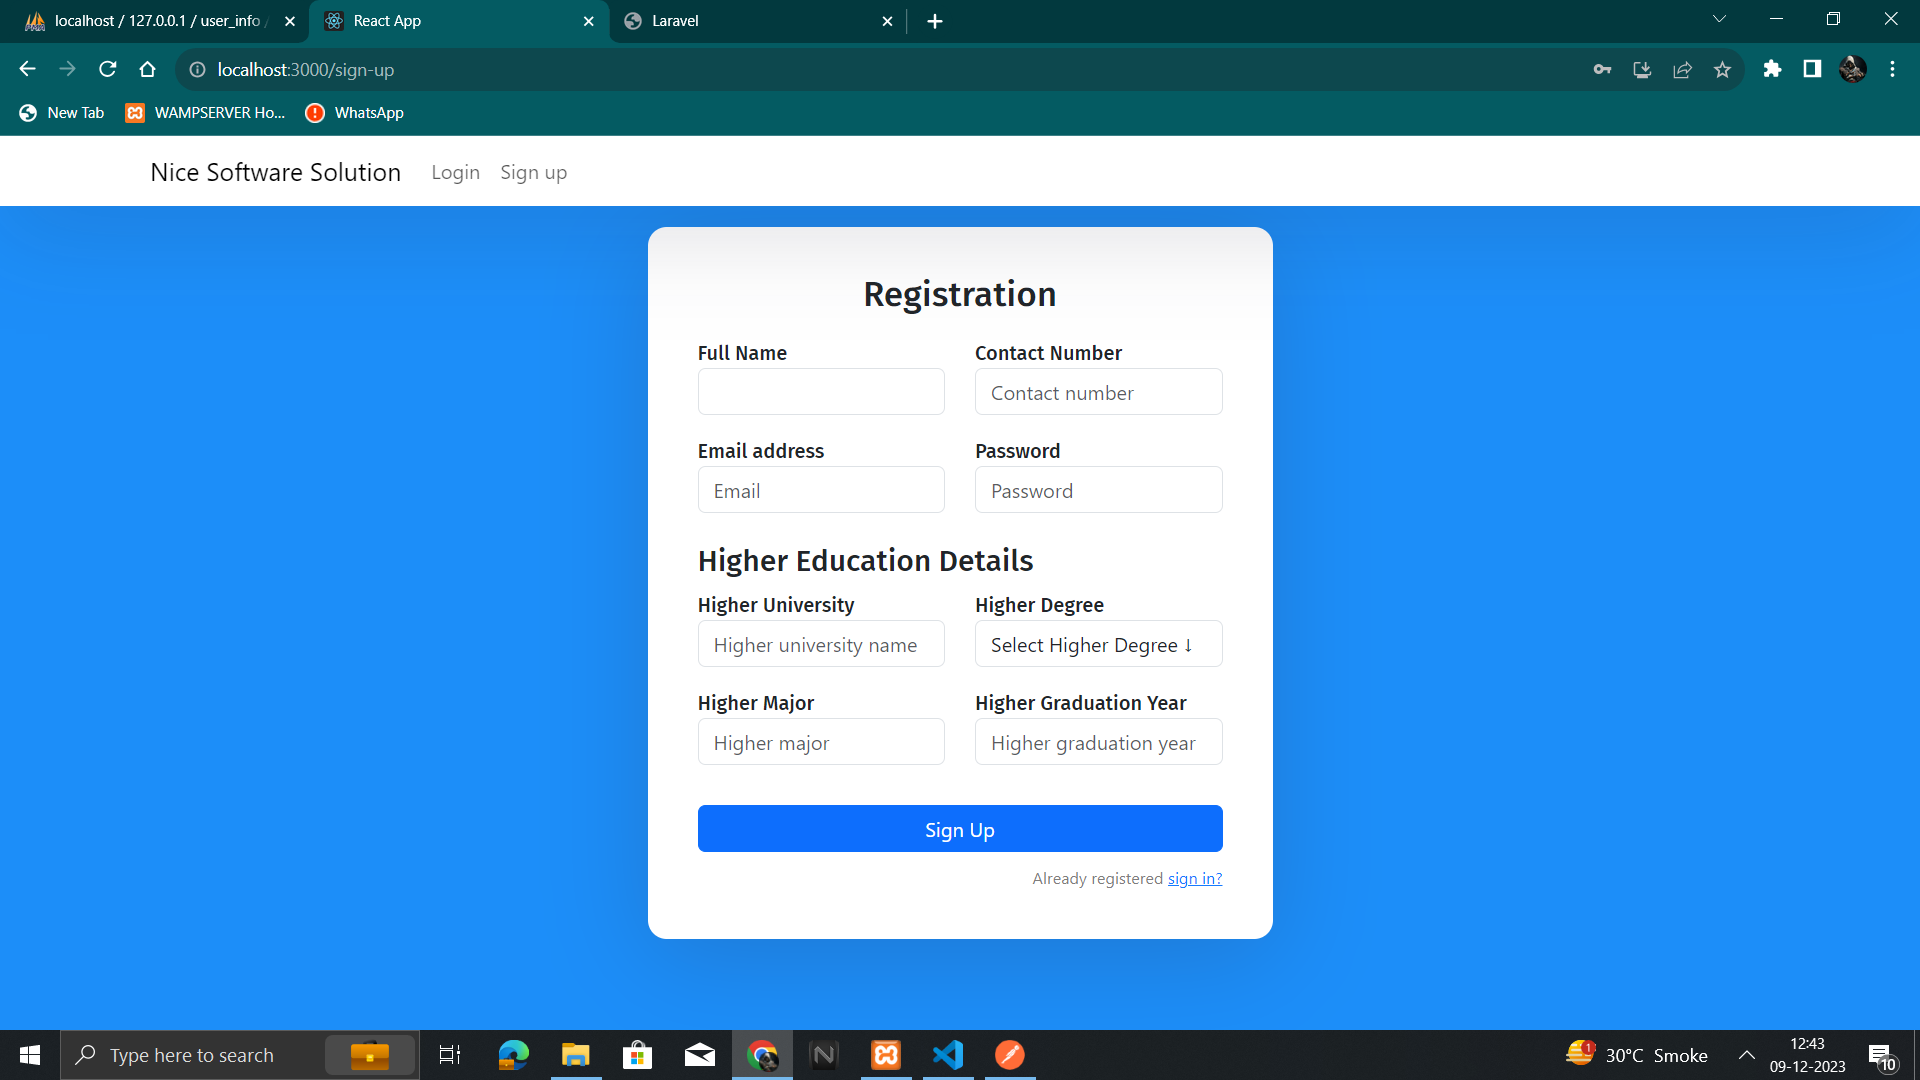 localhost / 127.0.0.1 / user_info /
React App
Laravel
localhost:3000/sign-up
New Tab
WAMPSERVER Ho...
WhatsApp
Nice Software Solution
Login
Sign up
Registration
Full Name
Contact Number
Contact number
Email address
Password
Email
Password
Higher Education Details
Higher University
Higher Degree
Higher university name
Select Higher Degree ↓
Higher Major
Higher Graduation Year
Higher major
Higher graduation year
Sign Up
Already registered sign in?
Type here to search
1
30°C Smoke
12:43
09-12-2023
10